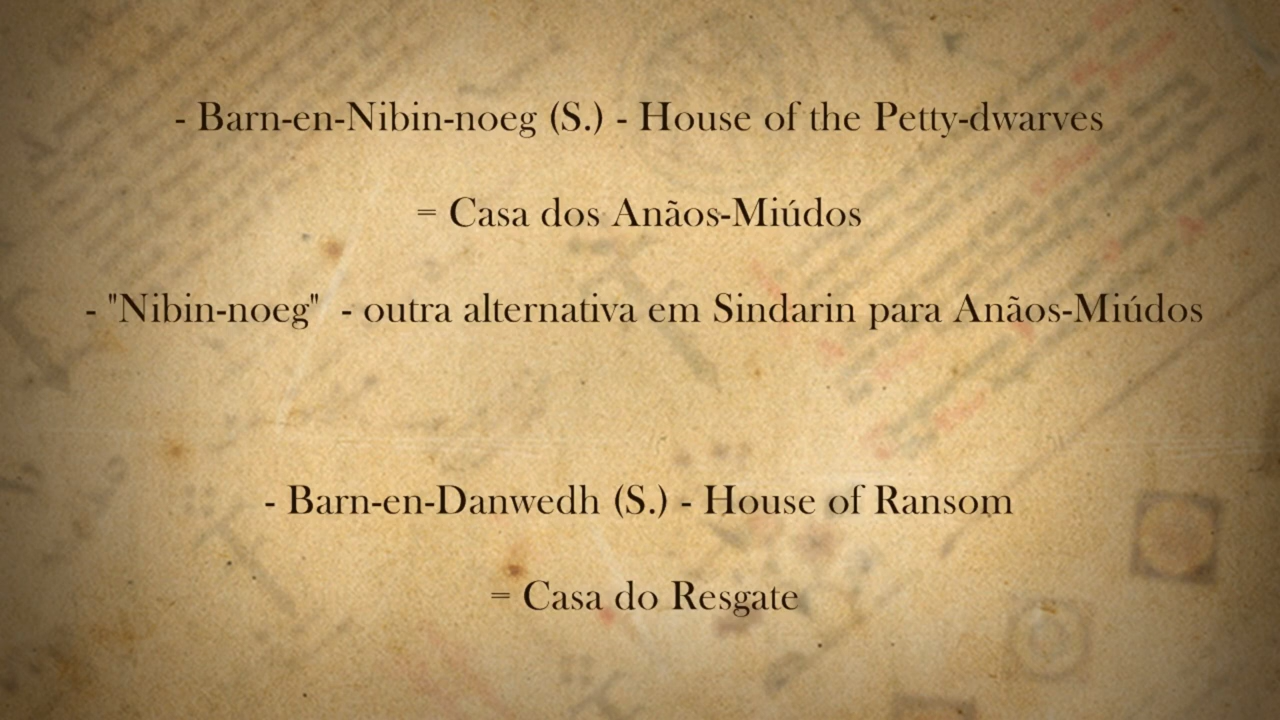 - Barn-en-Nibin-noeg (S.) - House of the Petty-dwarves
= Casa dos Anãos-Miúdos
- "Nibin-noeg"  - outra alternativa em Sindarin para Anãos-Miúdos
- Barn-en-Danwedh (S.) - House of Ransom
= Casa do Resgate